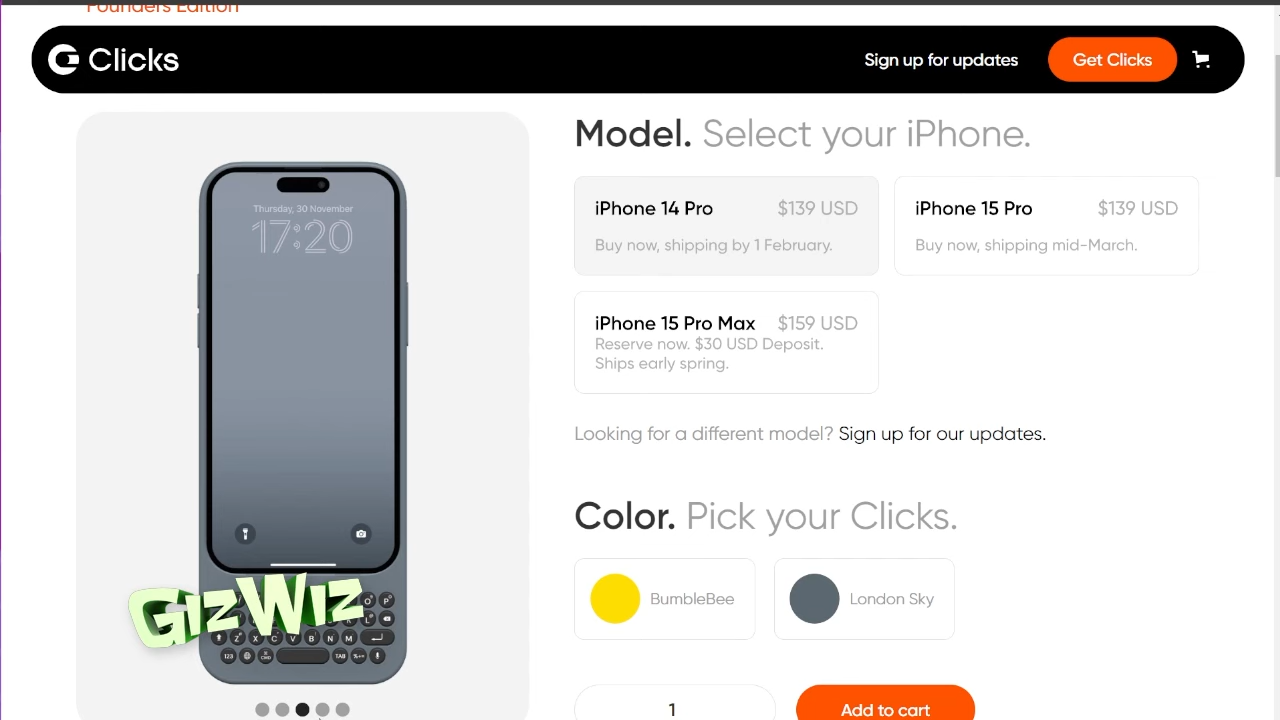 Founders Edition
Clicks
Sign up for updates
Get Clicks
Model. Select your iPhone.
iPhone 14 Pro $139 USD
Buy now, shipping by 1 February.
iPhone 15 Pro $139 USD
Buy now, shipping mid-March.
iPhone 15 Pro Max $159 USD
Reserve now. $30 USD Deposit.
Ships early spring.
Looking for a different model? Sign up for our updates.
Color. Pick your Clicks.
BumbleBee
London Sky
1
Add to cart
Thursday, 30 November
17:20
GizWiz
O P
L
Z X C V B N M
123 TAB